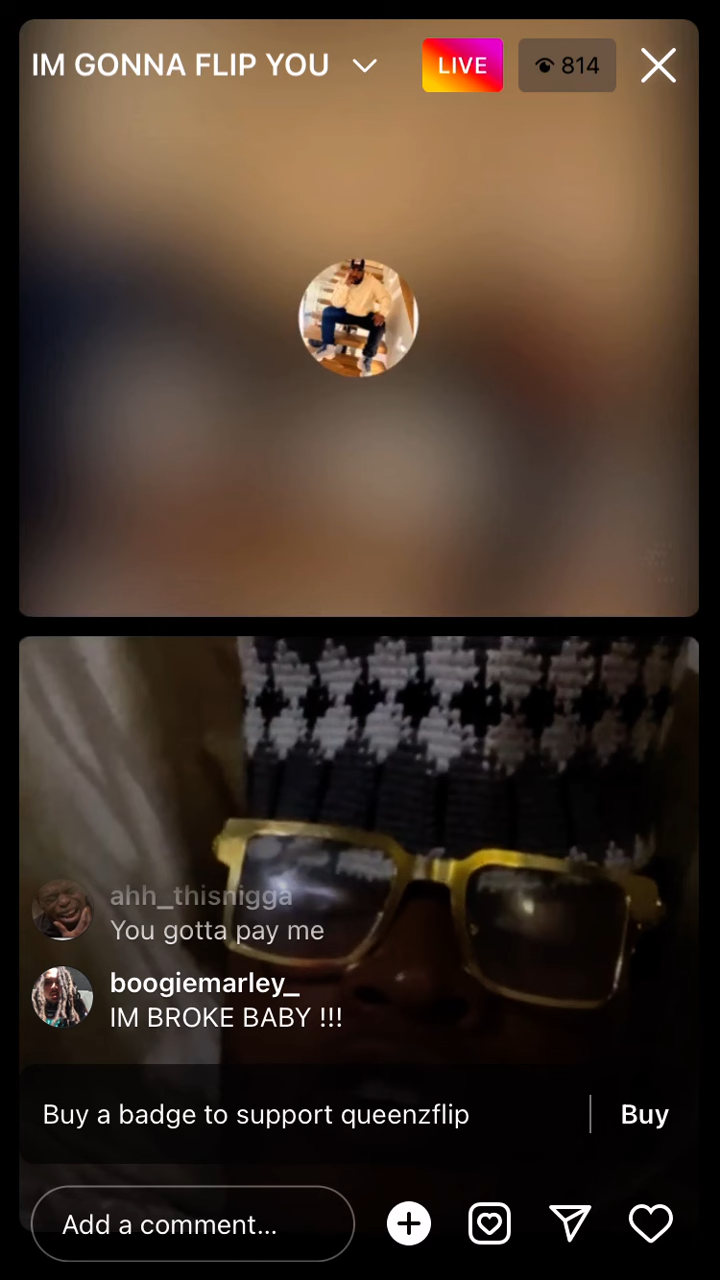 IM GONNA FLIP YOU
LIVE
814
ahh_thisnigga
You gotta pay me
boogiemarley_
IM BROKE BABY !!!
Buy a badge to support queenzflip
Buy
Add a comment...